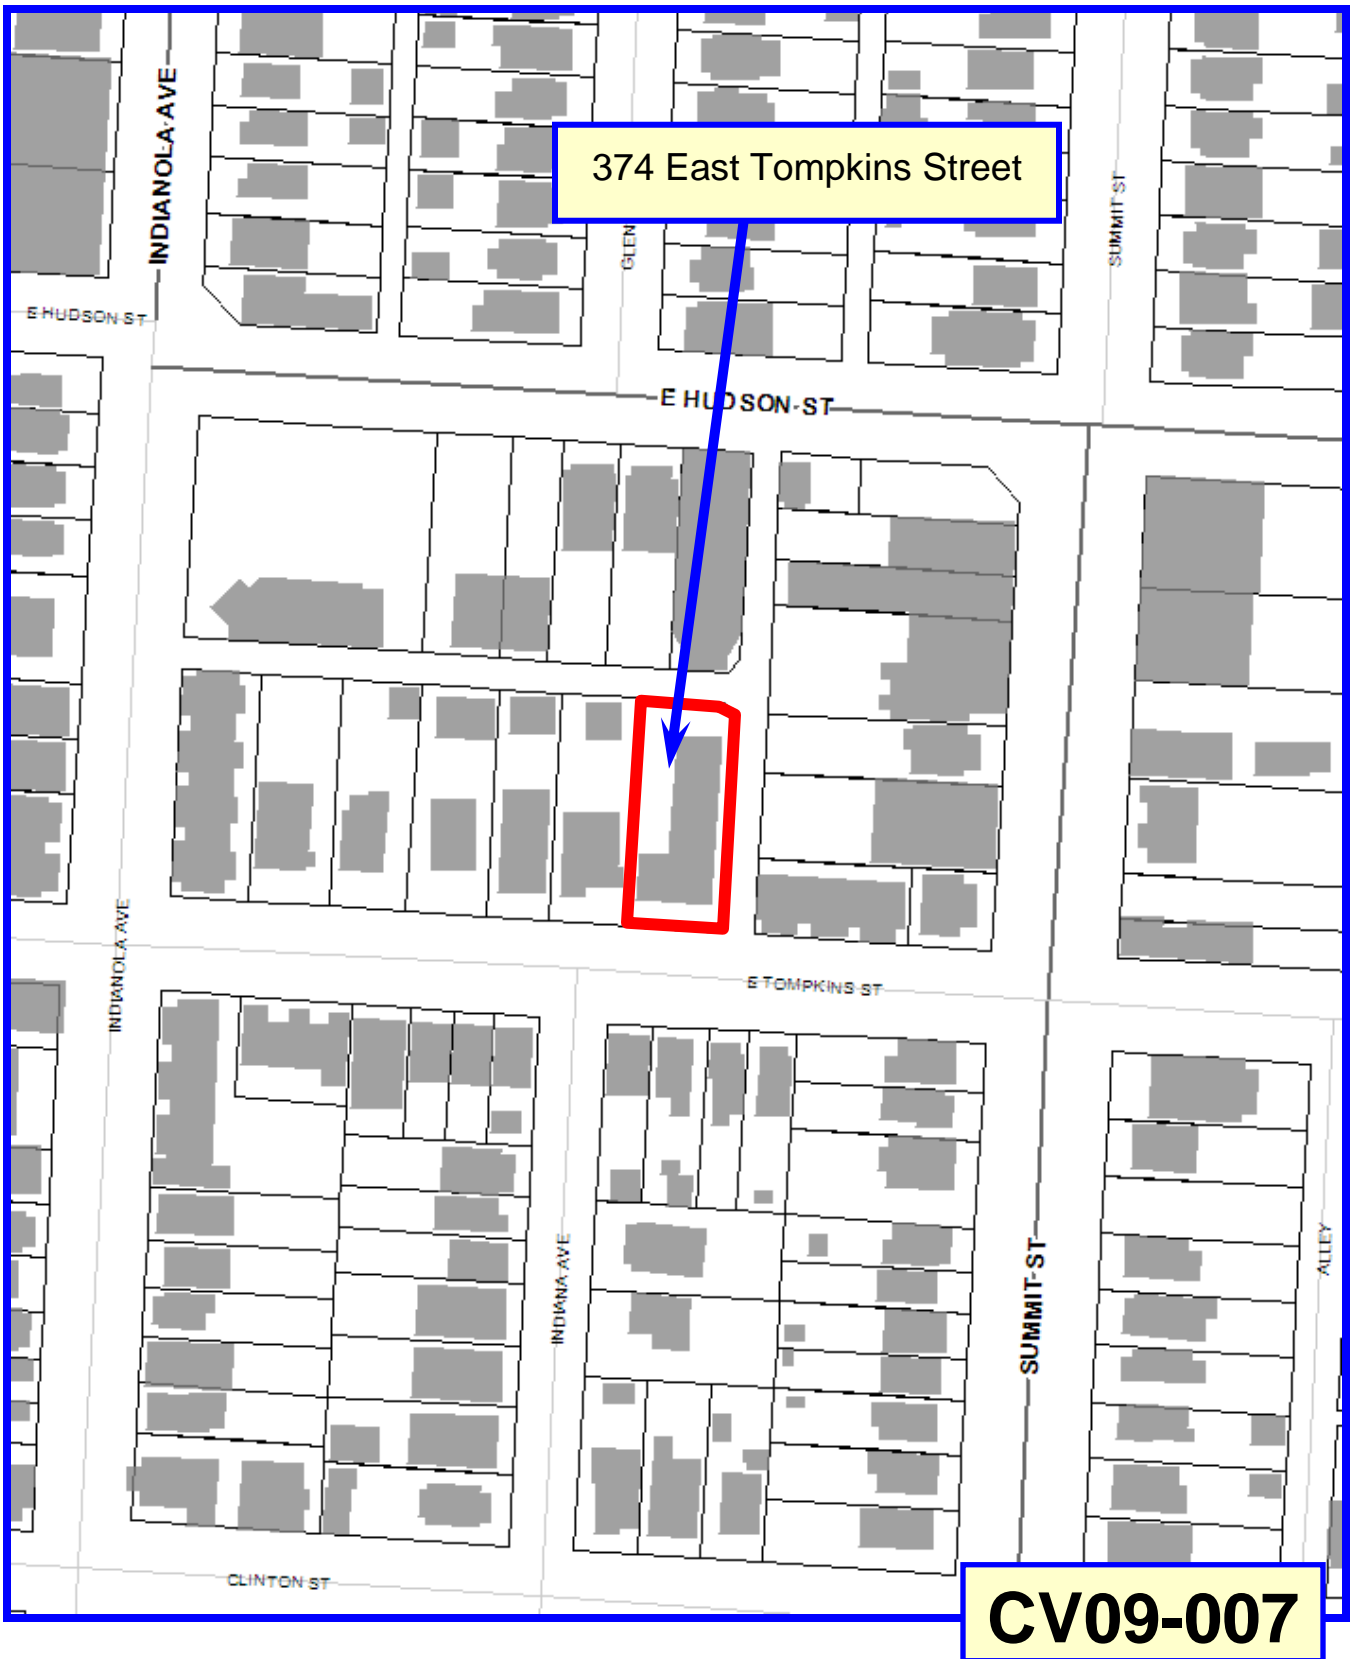 INDIANOLA AVE
374 East Tompkins Street
GLEN
SUMMIT ST
E HUDSON ST
E HUDSON ST
INDIANOLA AVE
E TOMPKINS ST
INDIANA AVE
SUMMIT ST
ALLEY
CLINTON ST
CV09-007